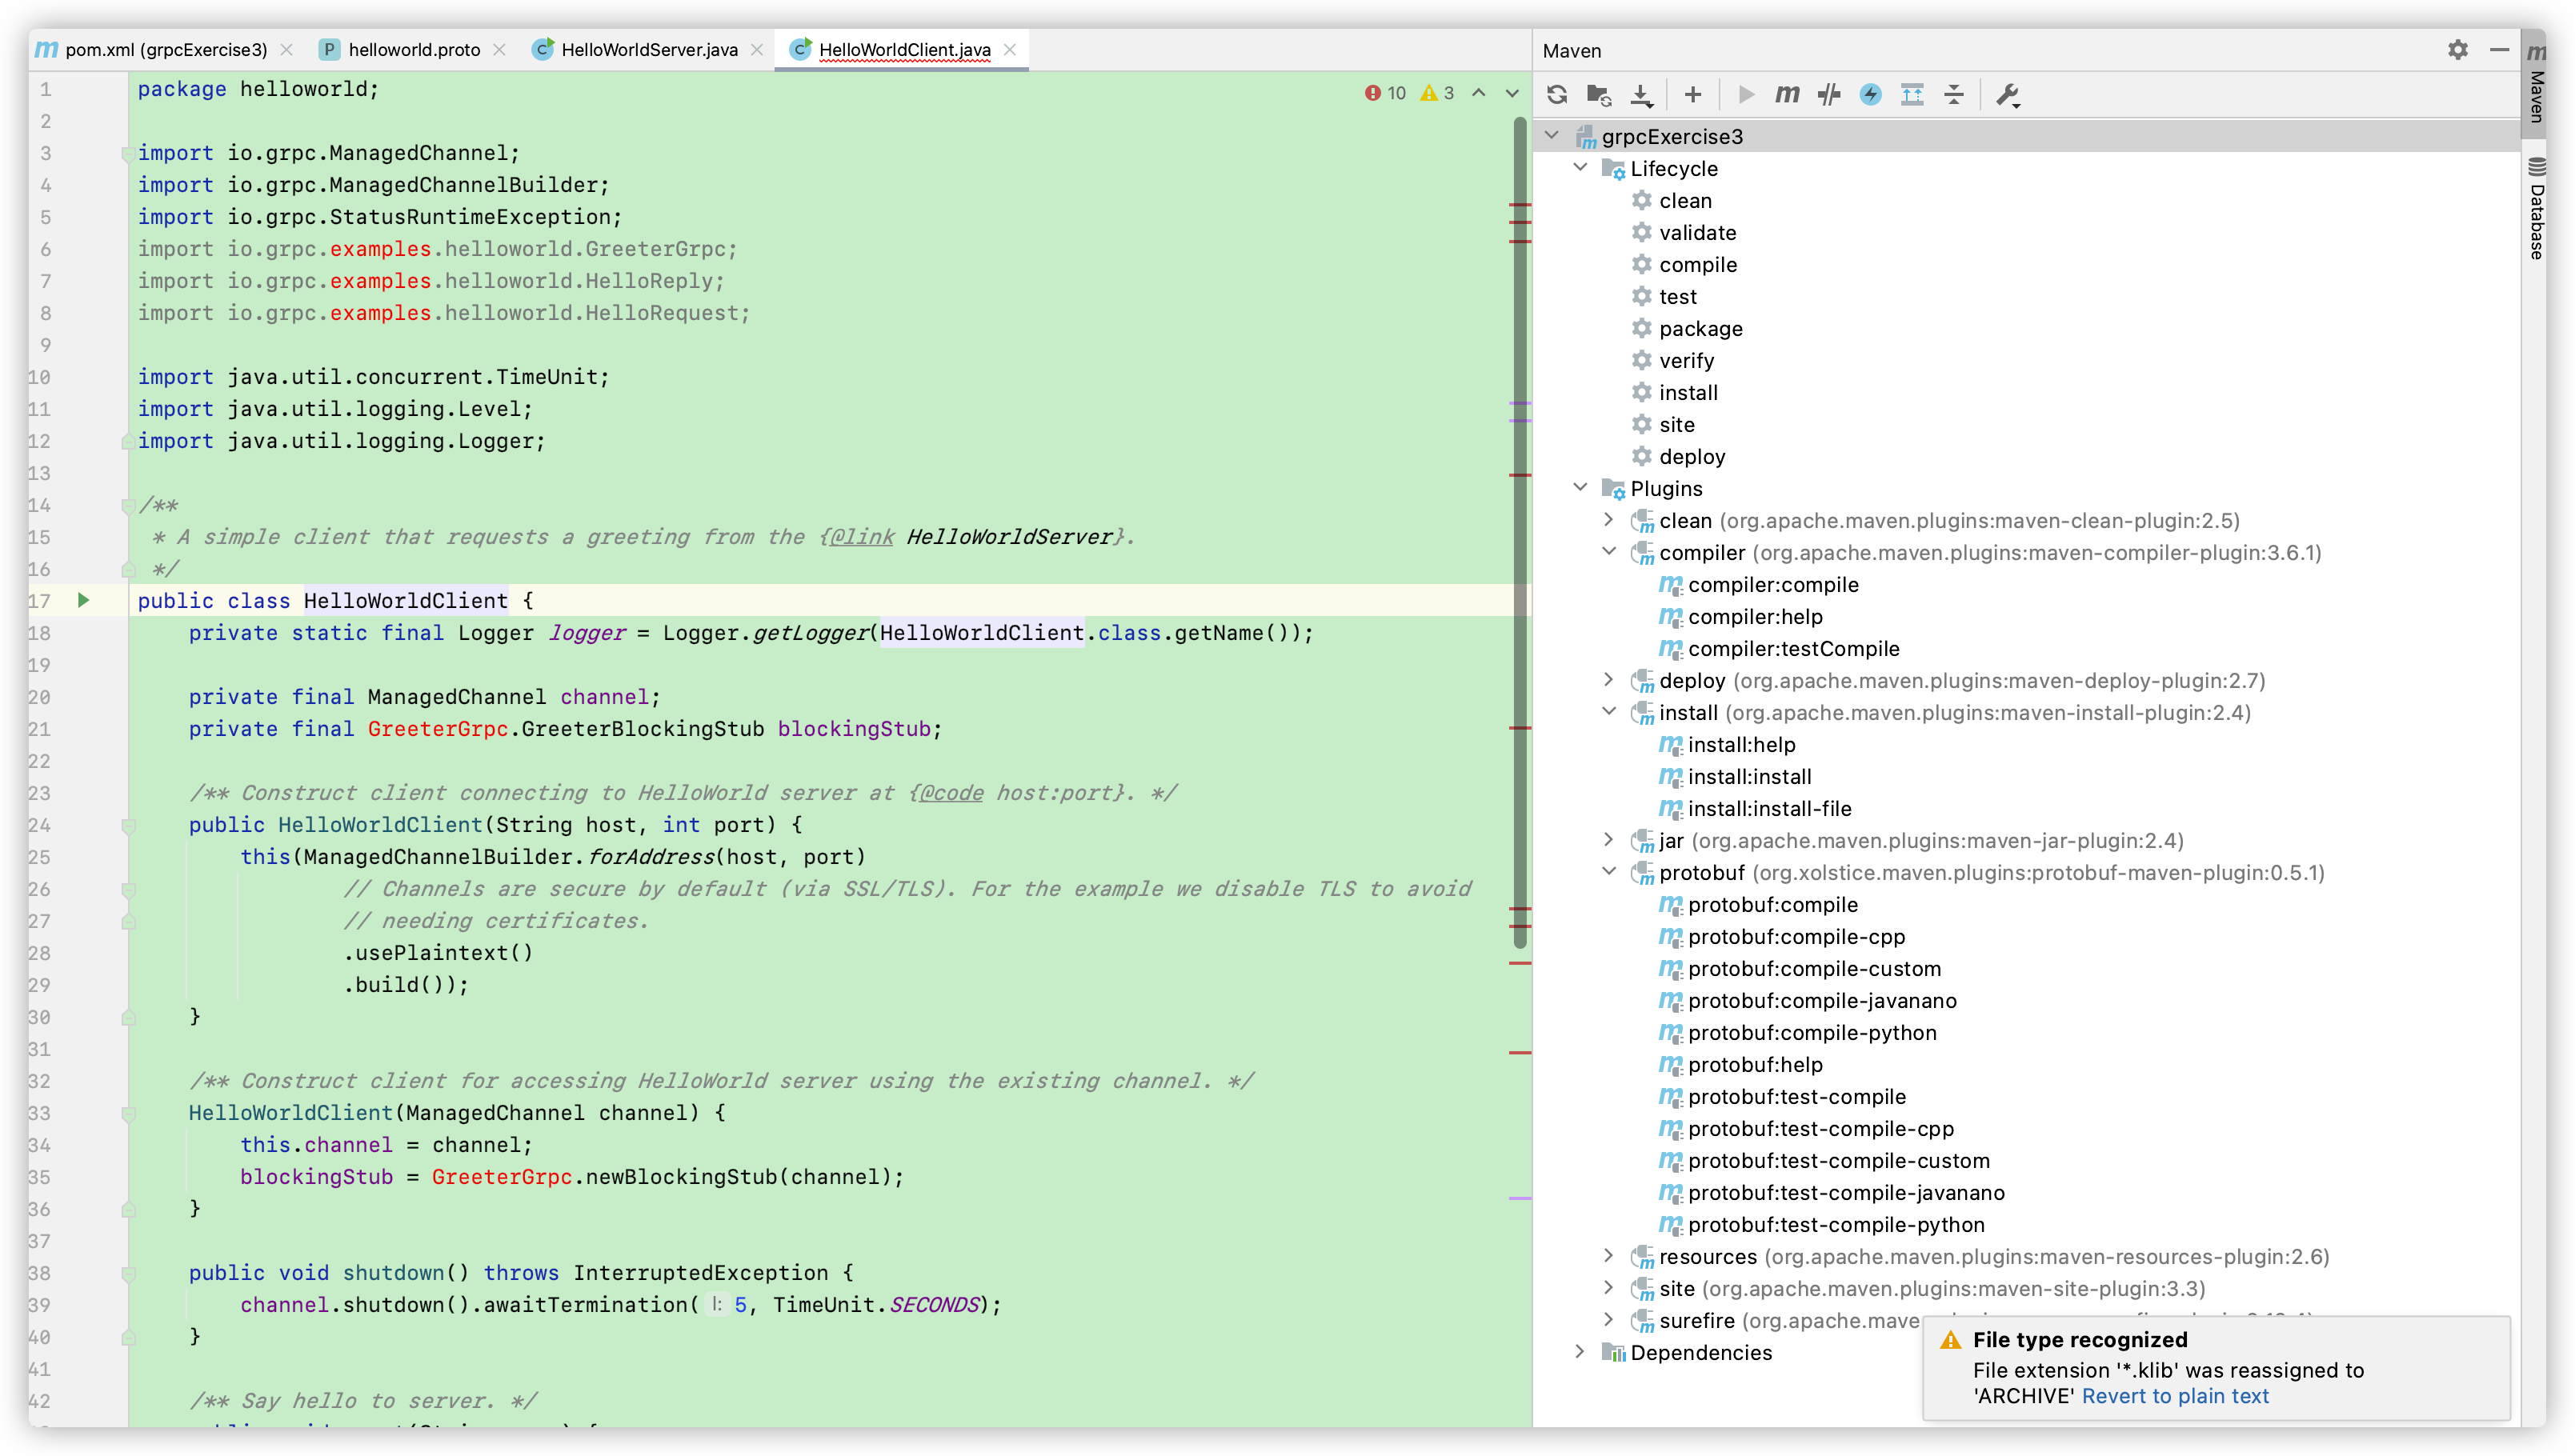 pom.xml (grpcExercise3)
helloworld.proto
HelloWorldServer.java
HelloWorldClient.java
10 3
1 package helloworld;
2
3 import io.grpc.ManagedChannel;
4 import io.grpc.ManagedChannelBuilder;
5 import io.grpc.StatusRuntimeException;
6 import io.grpc.examples.helloworld.GreeterGrpc;
7 import io.grpc.examples.helloworld.HelloReply;
8 import io.grpc.examples.helloworld.HelloRequest;
9
10 import java.util.concurrent.TimeUnit;
11 import java.util.logging.Level;
12 import java.util.logging.Logger;
13
14 /**
15 * A simple client that requests a greeting from the {@link HelloWorldServer}.
16 */
17 public class HelloWorldClient {
18 private static final Logger logger = Logger.getLogger(HelloWorldClient.class.getName());
19
20 private final ManagedChannel channel;
21 private final GreeterGrpc.GreeterBlockingStub blockingStub;
22
23 /** Construct client connecting to HelloWorld server at {@code host:port}. */
24 public HelloWorldClient(String host, int port) {
25 this(ManagedChannelBuilder.forAddress(host, port)
26 // Channels are secure by default (via SSL/TLS). For the example we disable TLS to avoid
27 // needing certificates.
28 .usePlaintext()
29 .build());
30 }
31
32 /** Construct client for accessing HelloWorld server using the existing channel. */
33 HelloWorldClient(ManagedChannel channel) {
34 this.channel = channel;
35 blockingStub = GreeterGrpc.newBlockingStub(channel);
36 }
37
38 public void shutdown() throws InterruptedException {
39 channel.shutdown().awaitTermination( l: 5, TimeUnit.SECONDS);
40 }
41
42 /** Say hello to server. */
Maven
grpcExercise3
Lifecycle
clean
validate
compile
test
package
verify
install
site
deploy
Plugins
clean (org.apache.maven.plugins:maven-clean-plugin:2.5)
compiler (org.apache.maven.plugins:maven-compiler-plugin:3.6.1)
compiler:compile
compiler:help
compiler:testCompile
deploy (org.apache.maven.plugins:maven-deploy-plugin:2.7)
install (org.apache.maven.plugins:maven-install-plugin:2.4)
install:help
install:install
install:install-file
jar (org.apache.maven.plugins:maven-jar-plugin:2.4)
protobuf (org.xolstice.maven.plugins:protobuf-maven-plugin:0.5.1)
protobuf:compile
protobuf:compile-cpp
protobuf:compile-custom
protobuf:compile-javanano
protobuf:compile-python
protobuf:help
protobuf:test-compile
protobuf:test-compile-cpp
protobuf:test-compile-custom
protobuf:test-compile-javanano
protobuf:test-compile-python
resources (org.apache.maven.plugins:maven-resources-plugin:2.6)
site (org.apache.maven.plugins:maven-site-plugin:3.3)
surefire (org.apache.mave
Dependencies
File type recognized
File extension '*.klib' was reassigned to
'ARCHIVE' Revert to plain text
Maven
Database